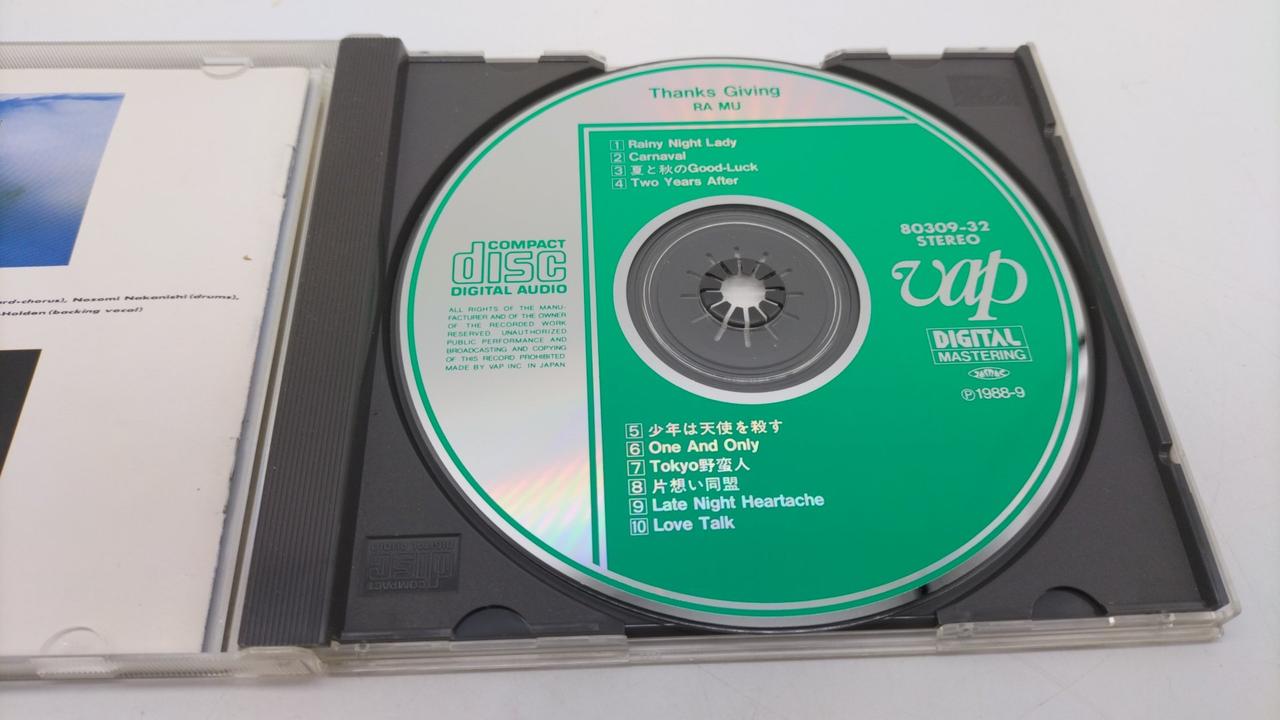 Thanks Giving
RA MU
1 Rainy Night Lady
2 Carnaval
3 夏と秋のGood-Luck
4 Two Years After
COMPACT
disc
DIGITAL AUDIO
ALL RIGHTS OF THE MANU-
FACTURER AND OF THE OWNER
OF THE RECORDED WORK
RESERVED. UNAUTHORIZED
PUBLIC PERFORMANCE AND
BROADCASTING AND COPYING
OF THIS RECORD PROHIBITED
MADE BY VAP INC IN JAPAN
80309-32
STEREO
vap
DIGITAL
MASTERING
Ⓟ1988-9
5 少年は天使を殺す
6 One And Only
7 Tokyo野蛮人
8 片想い同盟
9 Late Night Heartache
10 Love Talk
rd-chorus), Nozomi Nakanishi (drums),
Holden (backing vocal)
COMPACT
disc
DIGITAL AUDIO